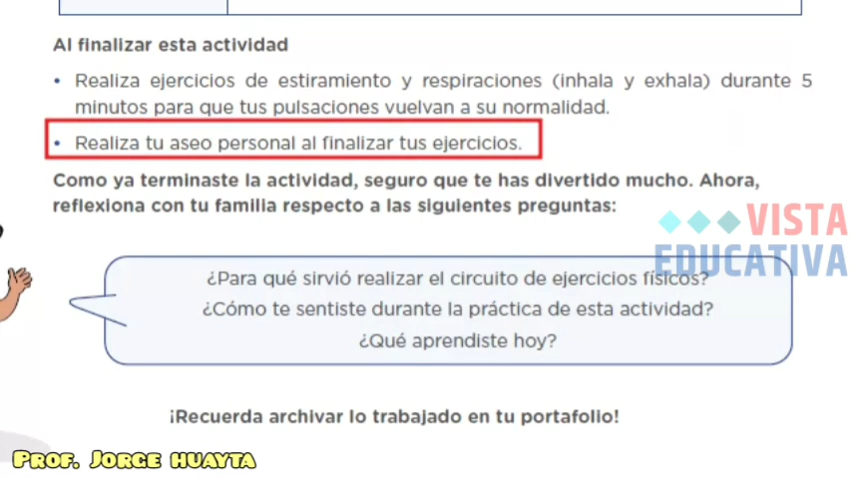 Al finalizar esta actividad
• Realiza ejercicios de estiramiento y respiraciones (inhala y exhala) durante 5
minutos para que tus pulsaciones vuelvan a su normalidad.
• Realiza tu aseo personal al finalizar tus ejercicios.
Como ya terminaste la actividad, seguro que te has divertido mucho. Ahora,
reflexiona con tu familia respecto a las siguientes preguntas:
VISTA
EDUCATIVA
¿Para qué sirvió realizar el circuito de ejercicios físicos?
¿Cómo te sentiste durante la práctica de esta actividad?
¿Qué aprendiste hoy?
¡Recuerda archivar lo trabajado en tu portafolio!
PROF. JORGE HUAYTA